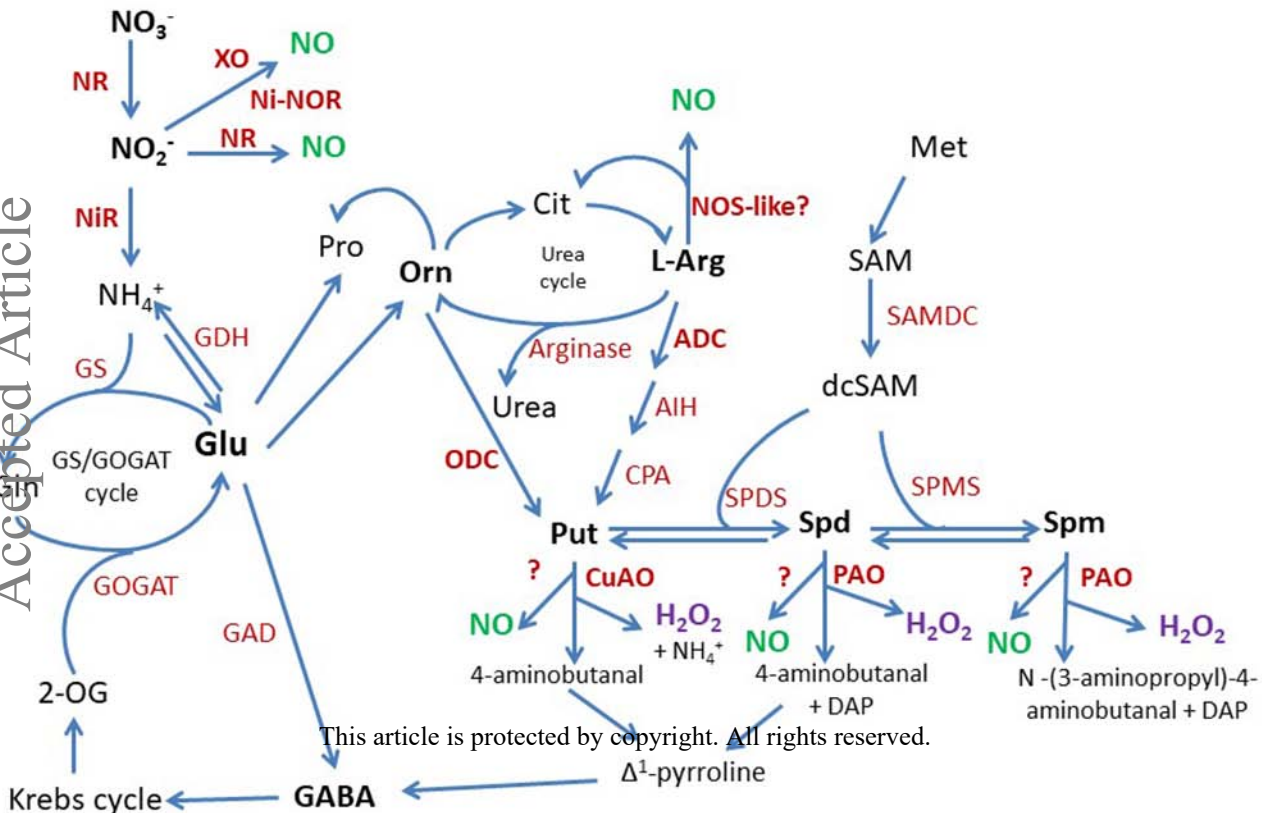 NO₃⁻
NR
XO
NO
Ni-NOR
NO₂⁻
NR
NO
NiR
NH₄⁺
GDH
GS
Glu
GS/GOGAT
cycle
Gln
GOGAT
2-OG
Krebs cycle
GAD
GABA
Pro
Orn
Cit
Urea
cycle
L-Arg
NO
NOS-like?
Arginase
Urea
ADC
AIH
CPA
ODC
Met
SAM
SAMDC
dcSAM
SPDS
SPMS
Put
Spd
Spm
?
CuAO
NO
H₂O₂
+ NH₄⁺
4-aminobutanal
?
PAO
NO
H₂O₂
4-aminobutanal
+ DAP
?
PAO
NO
H₂O₂
N -(3-aminopropyl)-4-
aminobutanal + DAP
Δ¹-pyrroline
This article is protected by copyright. All rights reserved.
Accepted Article